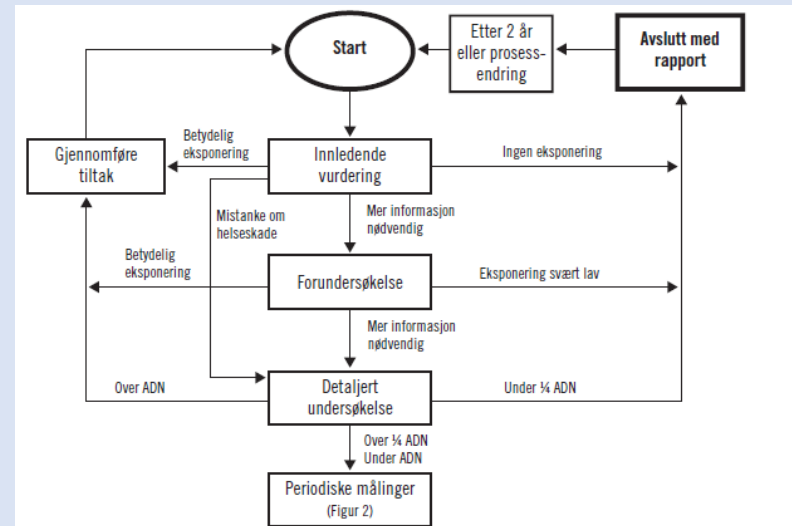 Start
Etter 2 år
eller prosess-
endring
Avslutt med
rapport
Gjennomføre
tiltak
Betydelig
eksponering
Innledende
vurdering
Ingen eksponering
Mistanke om
helseskade
Mer informasjon
nødvendig
Betydelig
eksponering
Forundersøkelse
Eksponering svært lav
Mer informasjon
nødvendig
Over ADN
Detaljert
undersøkelse
Under ¼ ADN
Over ¼ ADN
Under ADN
Periodiske målinger
(Figur 2)